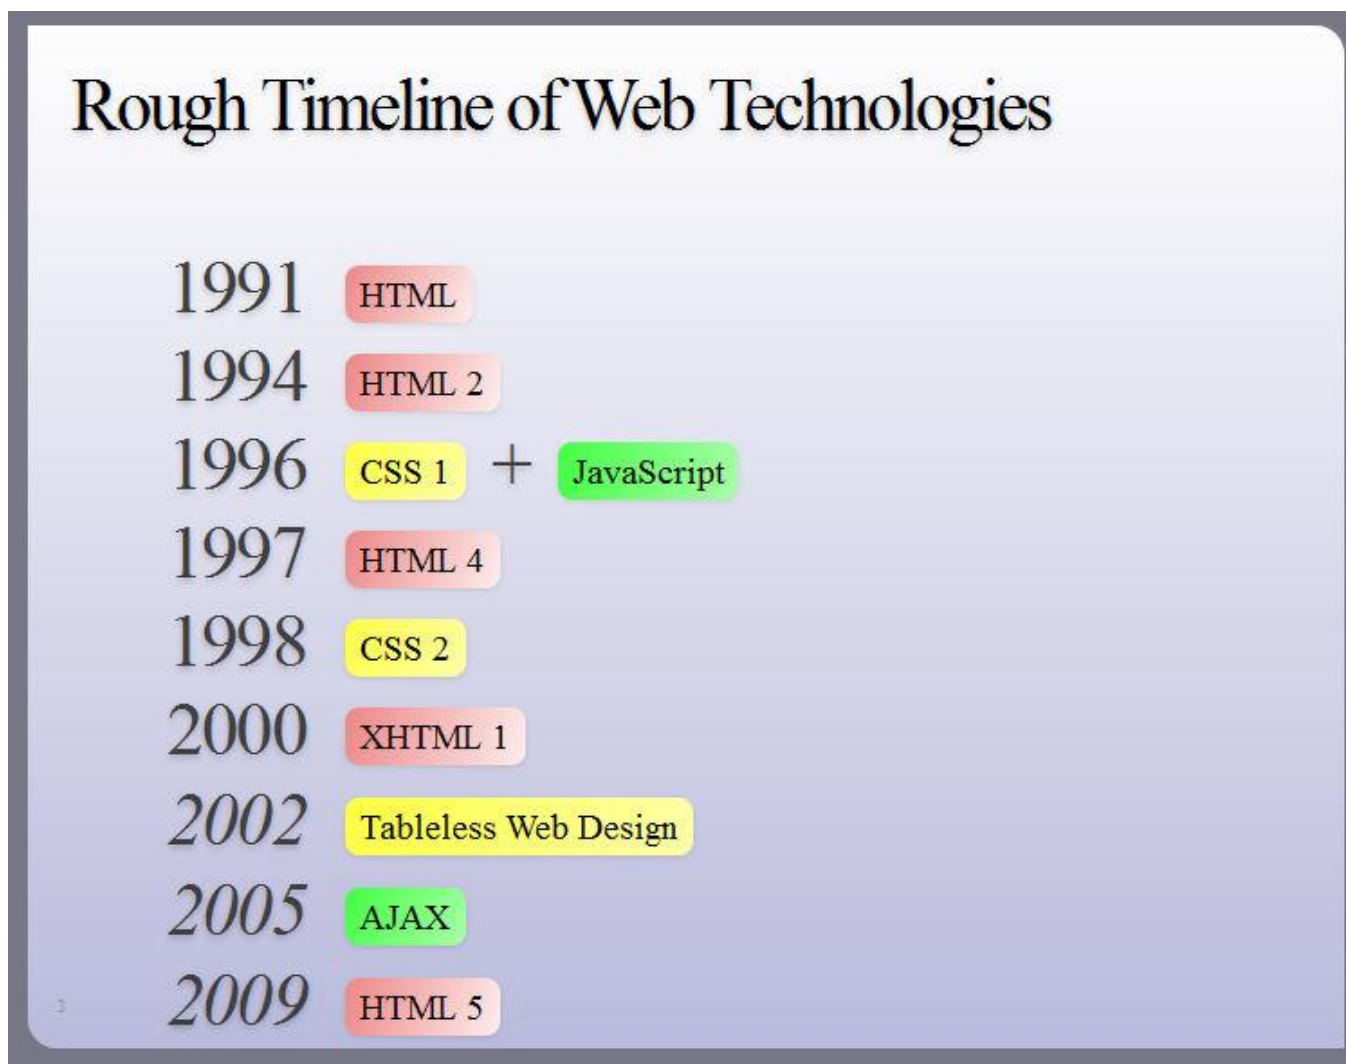 Rough Timeline of Web Technologies
1991 HTML
1994 HTML 2
1996 CSS 1 + JavaScript
1997 HTML 4
1998 CSS 2
2000 XHTML 1
2002 Tableless Web Design
2005 AJAX
2009 HTML 5
3